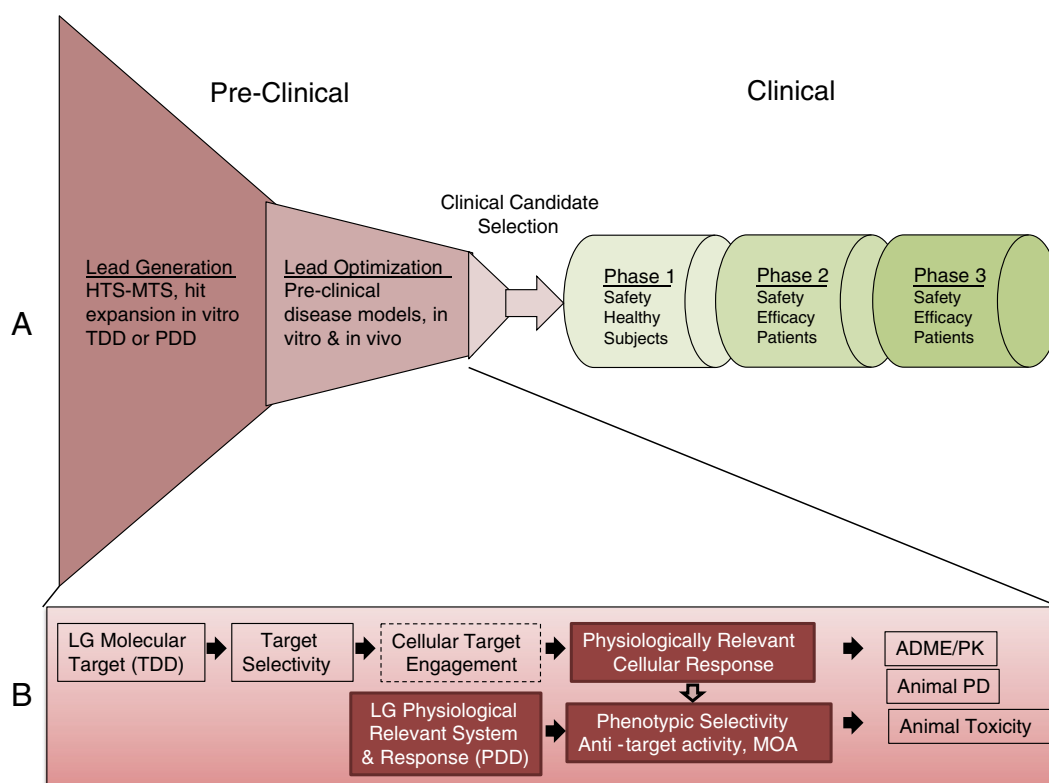 Pre-Clinical
Clinical
Clinical Candidate
Selection
A
Lead Generation
HTS-MTS, hit
expansion in vitro
TDD or PDD
Lead Optimization
Pre-clinical
disease models, in
vitro & in vivo
Phase 1
Safety
Healthy
Subjects
Phase 2
Safety
Efficacy
Patients
Phase 3
Safety
Efficacy
Patients
B
LG Molecular
Target (TDD)
Target
Selectivity
Cellular Target
Engagement
Physiologically Relevant
Cellular Response
ADME/PK
Animal PD
LG Physiological
Relevant System
& Response (PDD)
Phenotypic Selectivity
Anti -target activity, MOA
Animal Toxicity